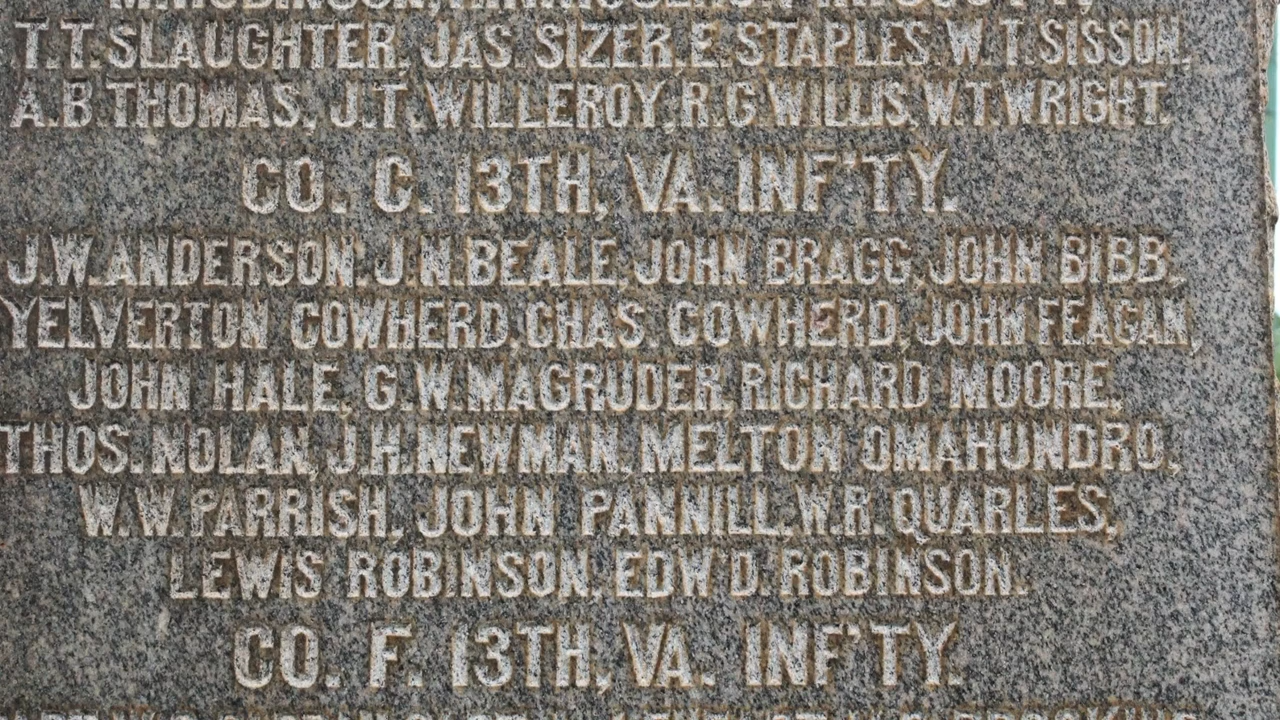 T.T. SLAUGHTER, JAS. SIZER, E. STAPLES, W.T. SISSON,
A.B. THOMAS, J.T. WILLEROY, R.G. WILLIS, W.T. WRIGHT.
CO. C. 13TH, VA. INF'TY.
J.W. ANDERSON, J.N. BEALE, JOHN BRAGG, JOHN BIBB,
YELVERTON COWHERD, CHAS. COWHERD, JOHN FEAGAN,
JOHN HALE, G.W. MAGRUDER, RICHARD MOORE,
THOS. NOLAN, J.H. NEWMAN, MELTON OMAHUNDRO,
W.W. PARRISH, JOHN PANNILL, W.R. QUARLES,
LEWIS ROBINSON, EDW'D. ROBINSON.
CO. F. 13TH, VA. INF'TY.